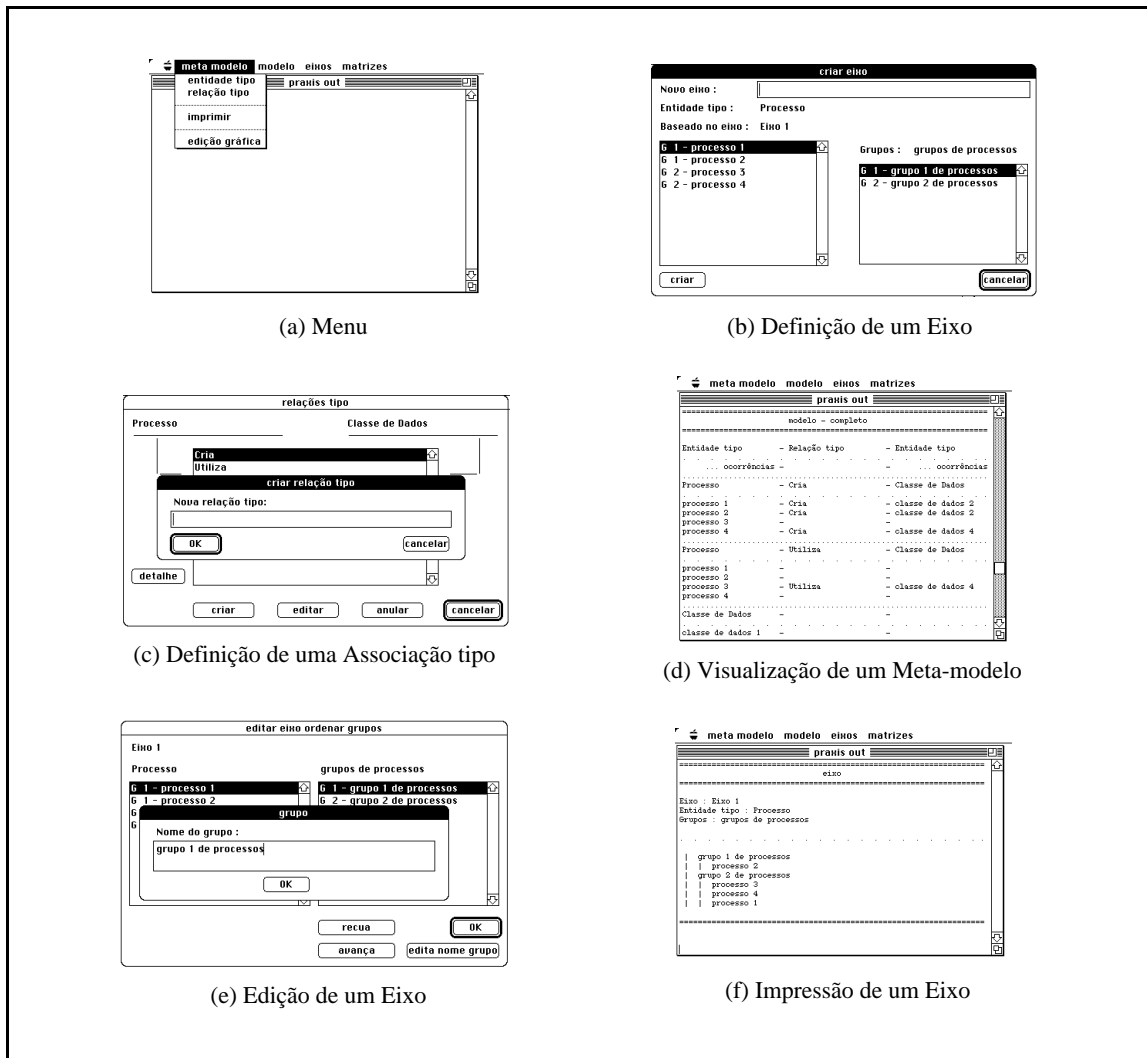 meta modelo modelo eixos matrizes
entidade tipo
praxis out
relação tipo
imprimir
edição gráfica
(a) Menu
criar eixo
Novo eixo :
Entidade tipo : Processo
Baseado no eixo : Eixo 1
G 1 - processo 1
G 1 - processo 2
G 2 - processo 3
G 2 - processo 4
Grupos : grupos de processos
G 1 - grupo 1 de processos
G 2 - grupo 2 de processos
criar
cancelar
(b) Definição de um Eixo
relações tipo
Processo
Classe de Dados
Cria
Utiliza
criar relação tipo
Nova relação tipo:
OK
cancelar
detalhe
criar
editar
anular
cancelar
(c) Definição de uma Associação tipo
meta modelo modelo eixos matrizes
praxis out
modelo - completo
Entidade tipo - Relação tipo - Entidade tipo
... ocorrências - - ... ocorrências
Processo - Cria - Classe de Dados
processo 1 - Cria - classe de dados 2
processo 2 - Cria - classe de dados 2
processo 3 - -
processo 4 - Cria - classe de dados 4
Processo - Utiliza - Classe de Dados
processo 1 - -
processo 2 - -
processo 3 - Utiliza - classe de dados 4
processo 4 - -
Classe de Dados - -
classe de dados 1 - -
(d) Visualização de um Meta-modelo
editar eixo ordenar grupos
Eixo 1
Processo
grupos de processos
G 1 - processo 1
G 1 - processo 2
G
G
G 1 - grupo 1 de processos
G 2 - grupo 2 de processos
grupo
Nome do grupo :
grupo 1 de processos
OK
recua
OK
avança
edita nome grupo
(e) Edição de um Eixo
meta modelo modelo eixos matrizes
praxis out
eixo
Eixo : Eixo 1
Entidade tipo : Processo
Grupos : grupos de processos
| grupo 1 de processos
| | processo 2
| grupo 2 de processos
| | processo 3
| | processo 4
| | processo 1
(f) Impressão de um Eixo